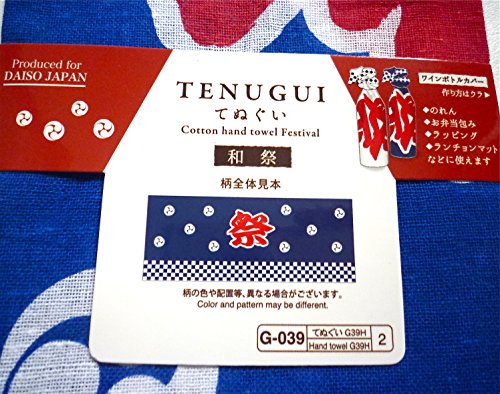 Produced for
DAISO JAPAN
TENUGUI
てぬぐい
Cotton hand towel Festival
和祭
柄全体見本
祭
柄の色や配置等、異なる場合がございます。
Color and pattern may be different.
G-039
てぬぐい G39H
Hand towel G39H
2
ワインボトルカバー
作り方はウラ▶
◆のれん
◆お弁当包み
◆ラッピング
◆ランチョンマット
などに使えます